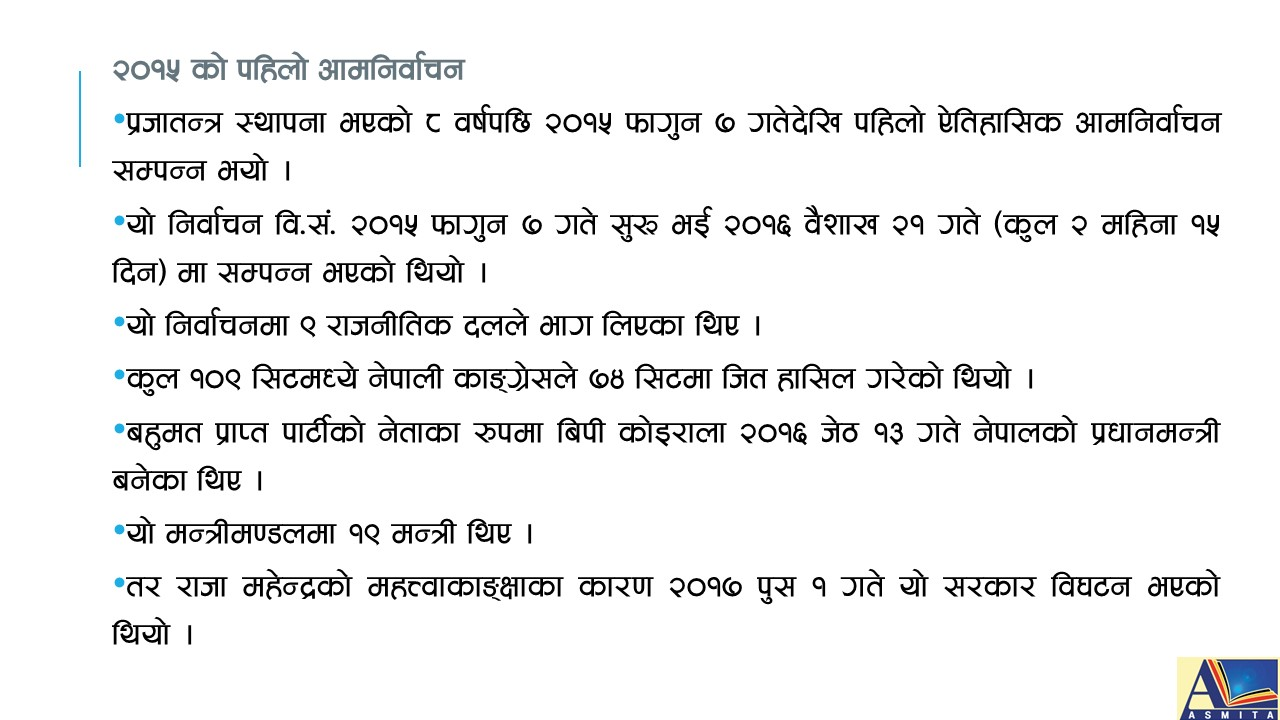 २०१५ को पहिलो आमनिर्वाचन
•प्रजातन्त्र स्थापना भएको ८ वर्षपछि २०१५ फागुन ७ गतेदेखि पहिलो ऐतिहासिक आमनिर्वाचन
सम्पन्न भयो ।
•यो निर्वाचन वि.सं. २०१५ फागुन ७ गते सुरु भई २०१६ वैशाख २१ गते (कुल २ महिना १५
दिन) मा सम्पन्न भएको थियो ।
•यो निर्वाचनमा ९ राजनीतिक दलले भाग लिएका थिए ।
•कुल १०९ सिटमध्ये नेपाली काङ्ग्रेसले ७४ सिटमा जित हासिल गरेको थियो ।
•बहुमत प्राप्त पार्टीको नेताका रुपमा बिपी कोइराला २०१६ जेठ १३ गते नेपालको प्रधानमन्त्री
बनेका थिए ।
•यो मन्त्रीमण्डलमा १९ मन्त्री थिए ।
•तर राजा महेन्द्रको महत्त्वाकाङ्क्षाका कारण २०१७ पुस १ गते यो सरकार विघटन भएको
थियो ।
ASMITA